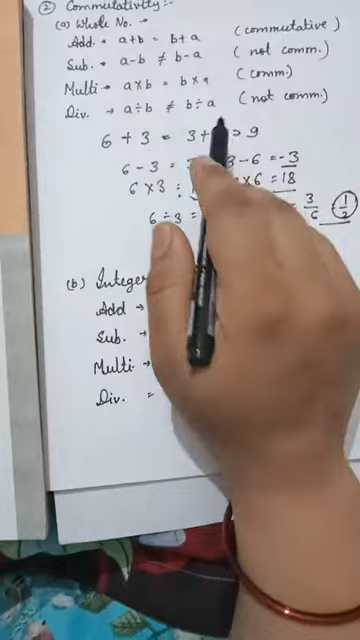 ② Commutativity :-
(a) Whole No. :-
Add. → a+b = b+a (commutative)
Sub. → a-b ≠ b-a (not comm.)
Multi → a×b = b×a (comm.)
Div. → a÷b ≠ b÷a (not comm.)
6 + 3 = 3+ 9
6 - 3 = 3-6 = -3
6 × 3 ×6 = 18
6 ÷ 3 = 3/6 = 1/2
(b) Integer
Add →
Sub. →
Multi. →
Div. =